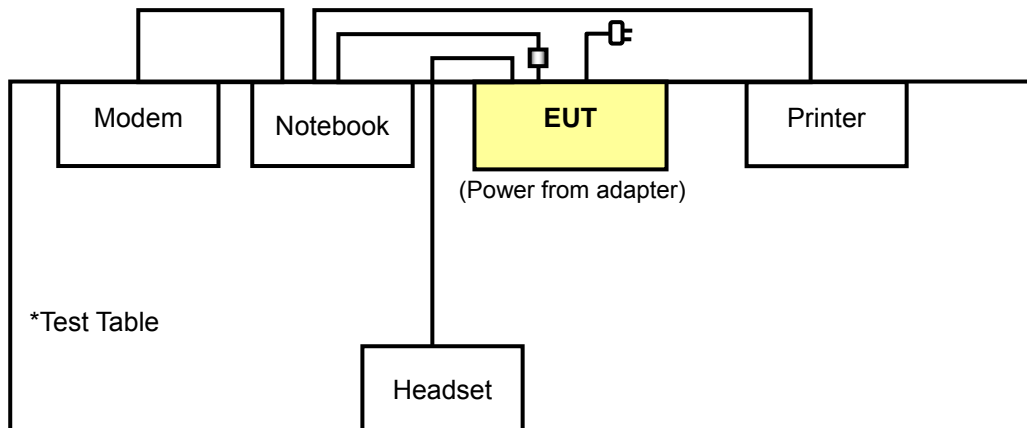 Modem
Notebook
EUT
Printer
(Power from adapter)
*Test Table
Headset